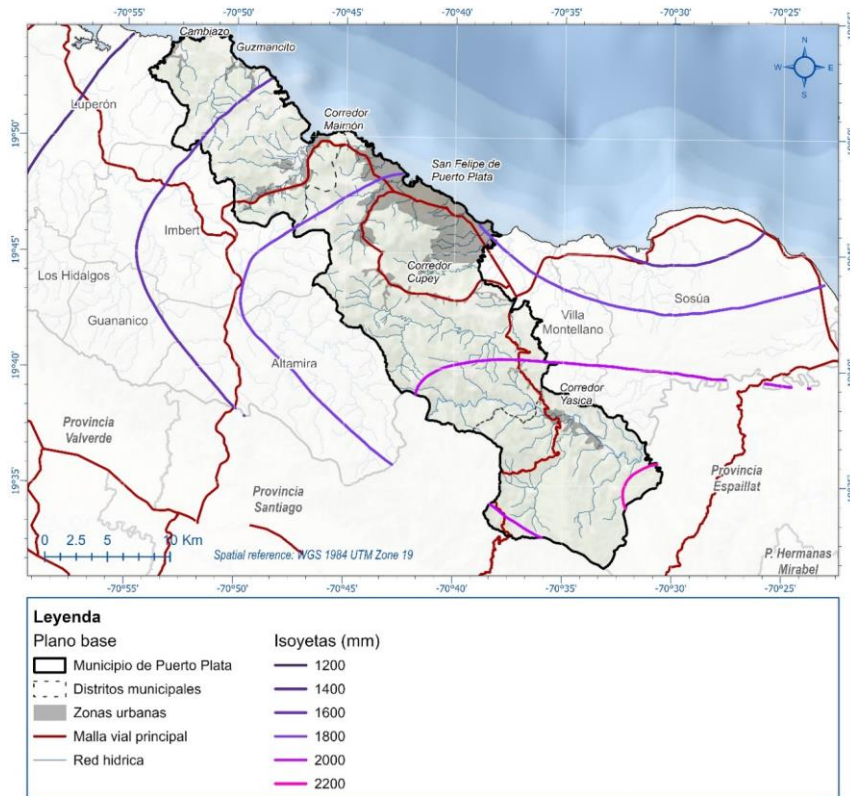 -70°55'
-70°50'
-70°45'
-70°40'
-70°35'
-70°30'
-70°25'
Cambiazo
Guzmancito
N
W
E
S
Luperón
19°50'
Corredor
Maimón
San Felipe de
Puerto Plata
Imbert
19°45'
Los Hidalgos
Corredor
Cupey
Sosúa
Guananico
Villa
Montellano
19°40'
Altamira
Corredor
Yasica
Provincia
Valverde
19°35'
Provincia
Santiago
Provincia
Espaillat
0
2.5
5
10 Km
Spatial reference: WGS 1984 UTM Zone 19
P. Hermanas
Mirabel
-70°55'
-70°50'
-70°45'
-70°40'
-70°35'
-70°30'
-70°25'
Leyenda
Plano base
Municipio de Puerto Plata
Distritos municipales
Zonas urbanas
Malla vial principal
Red hidrica
Isoyetas (mm)
1200
1400
1600
1800
2000
2200